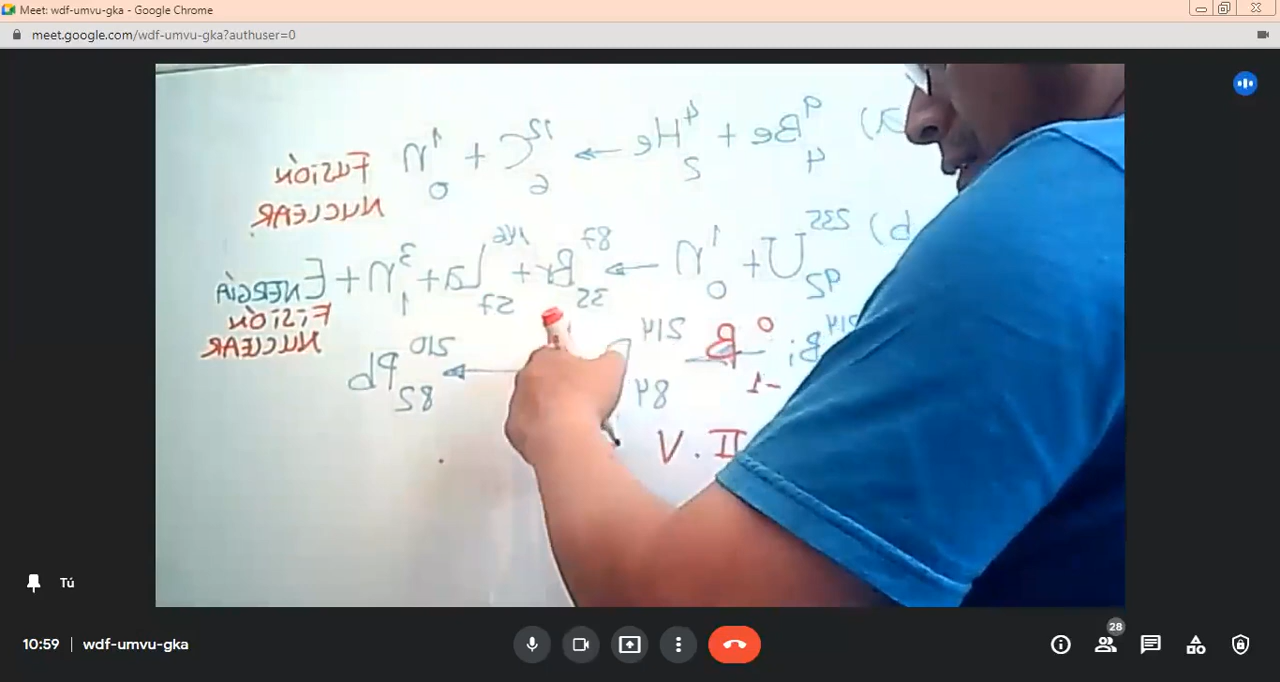 Meet: wdf-umvu-gka - Google Chrome
meet.google.com/wdf-umvu-gka?authuser=0
a) ⁹₄Be + ⁴₂He → ¹²₆C + ¹₀n FUSIÓN
NUCLEAR
b) ²³⁵₉₂U + ¹₀n → ⁸⁷₃₅Br + ¹⁴⁶₅₇La + ³₁n + ENERGÍA
FISIÓN
NUCLEAR
²¹⁴Bi → ⁰₋₁β ²¹⁴₈₄ → ²¹⁰₈₂Pb
II.V
Tú
10:59 | wdf-umvu-gka
28